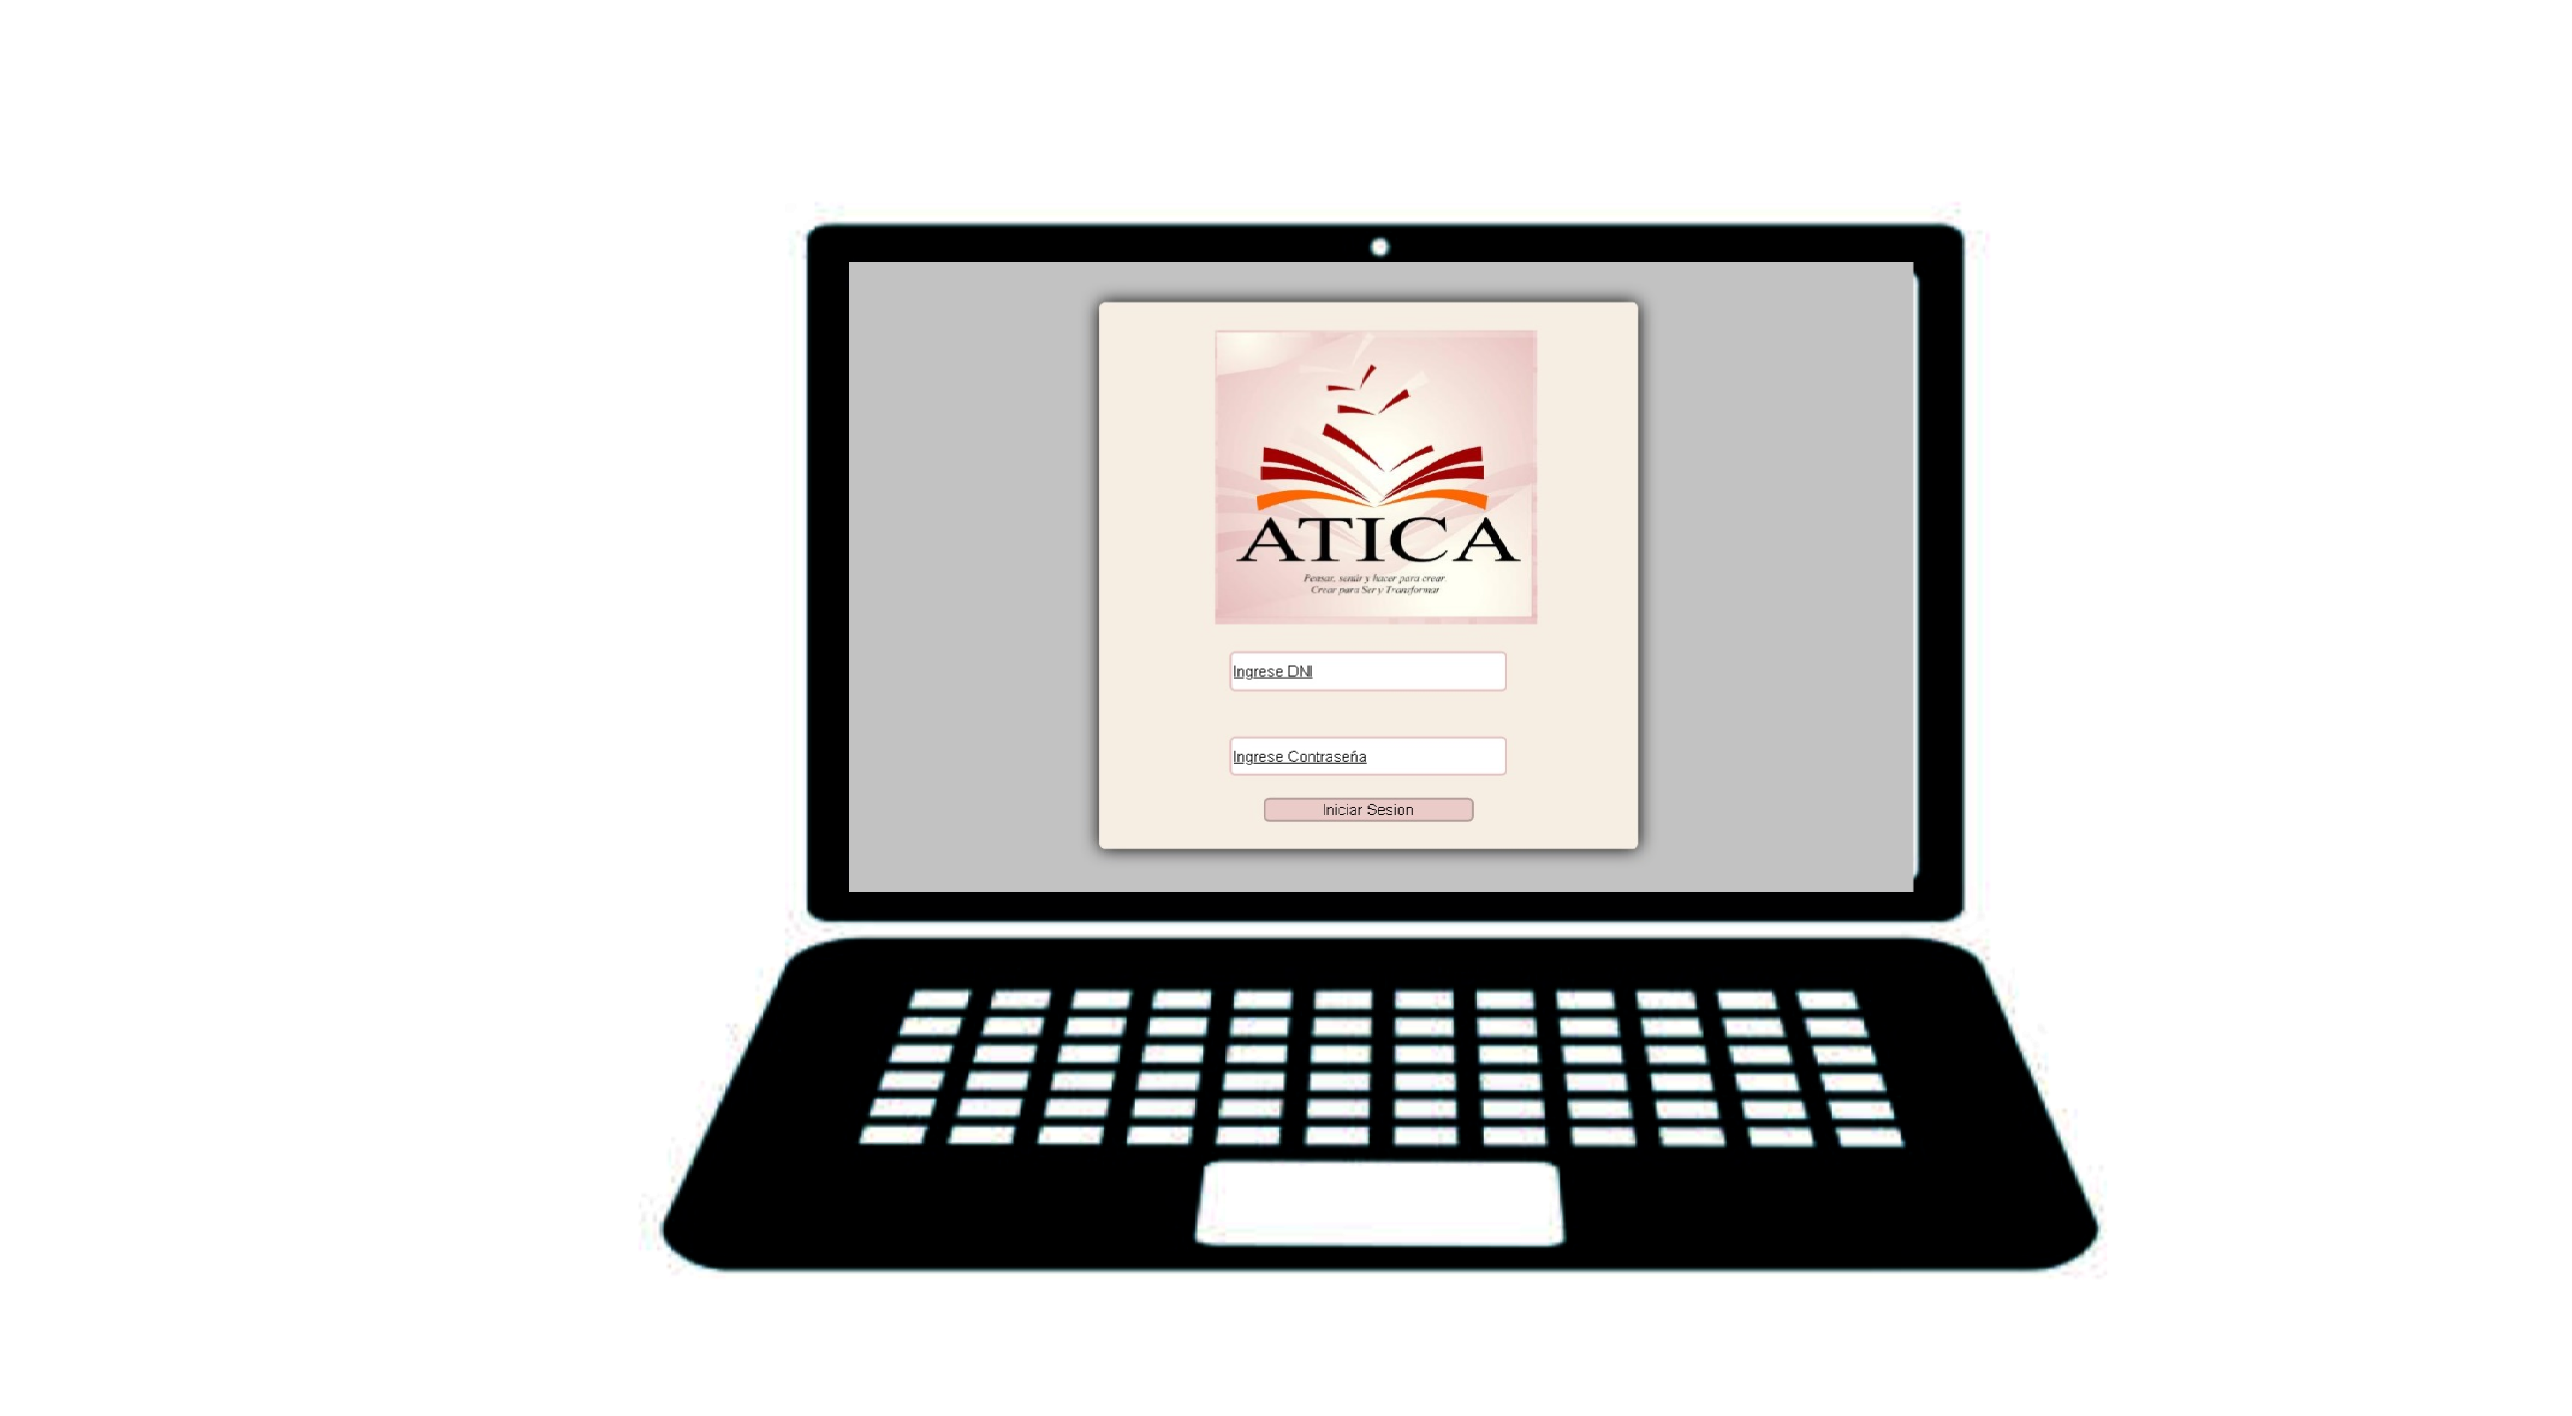 ATICA
Pensar, sentir y hacer para crear.
Crear para Ser y Transformar
Ingrese DNI
Ingrese Contraseña
Iniciar Sesion